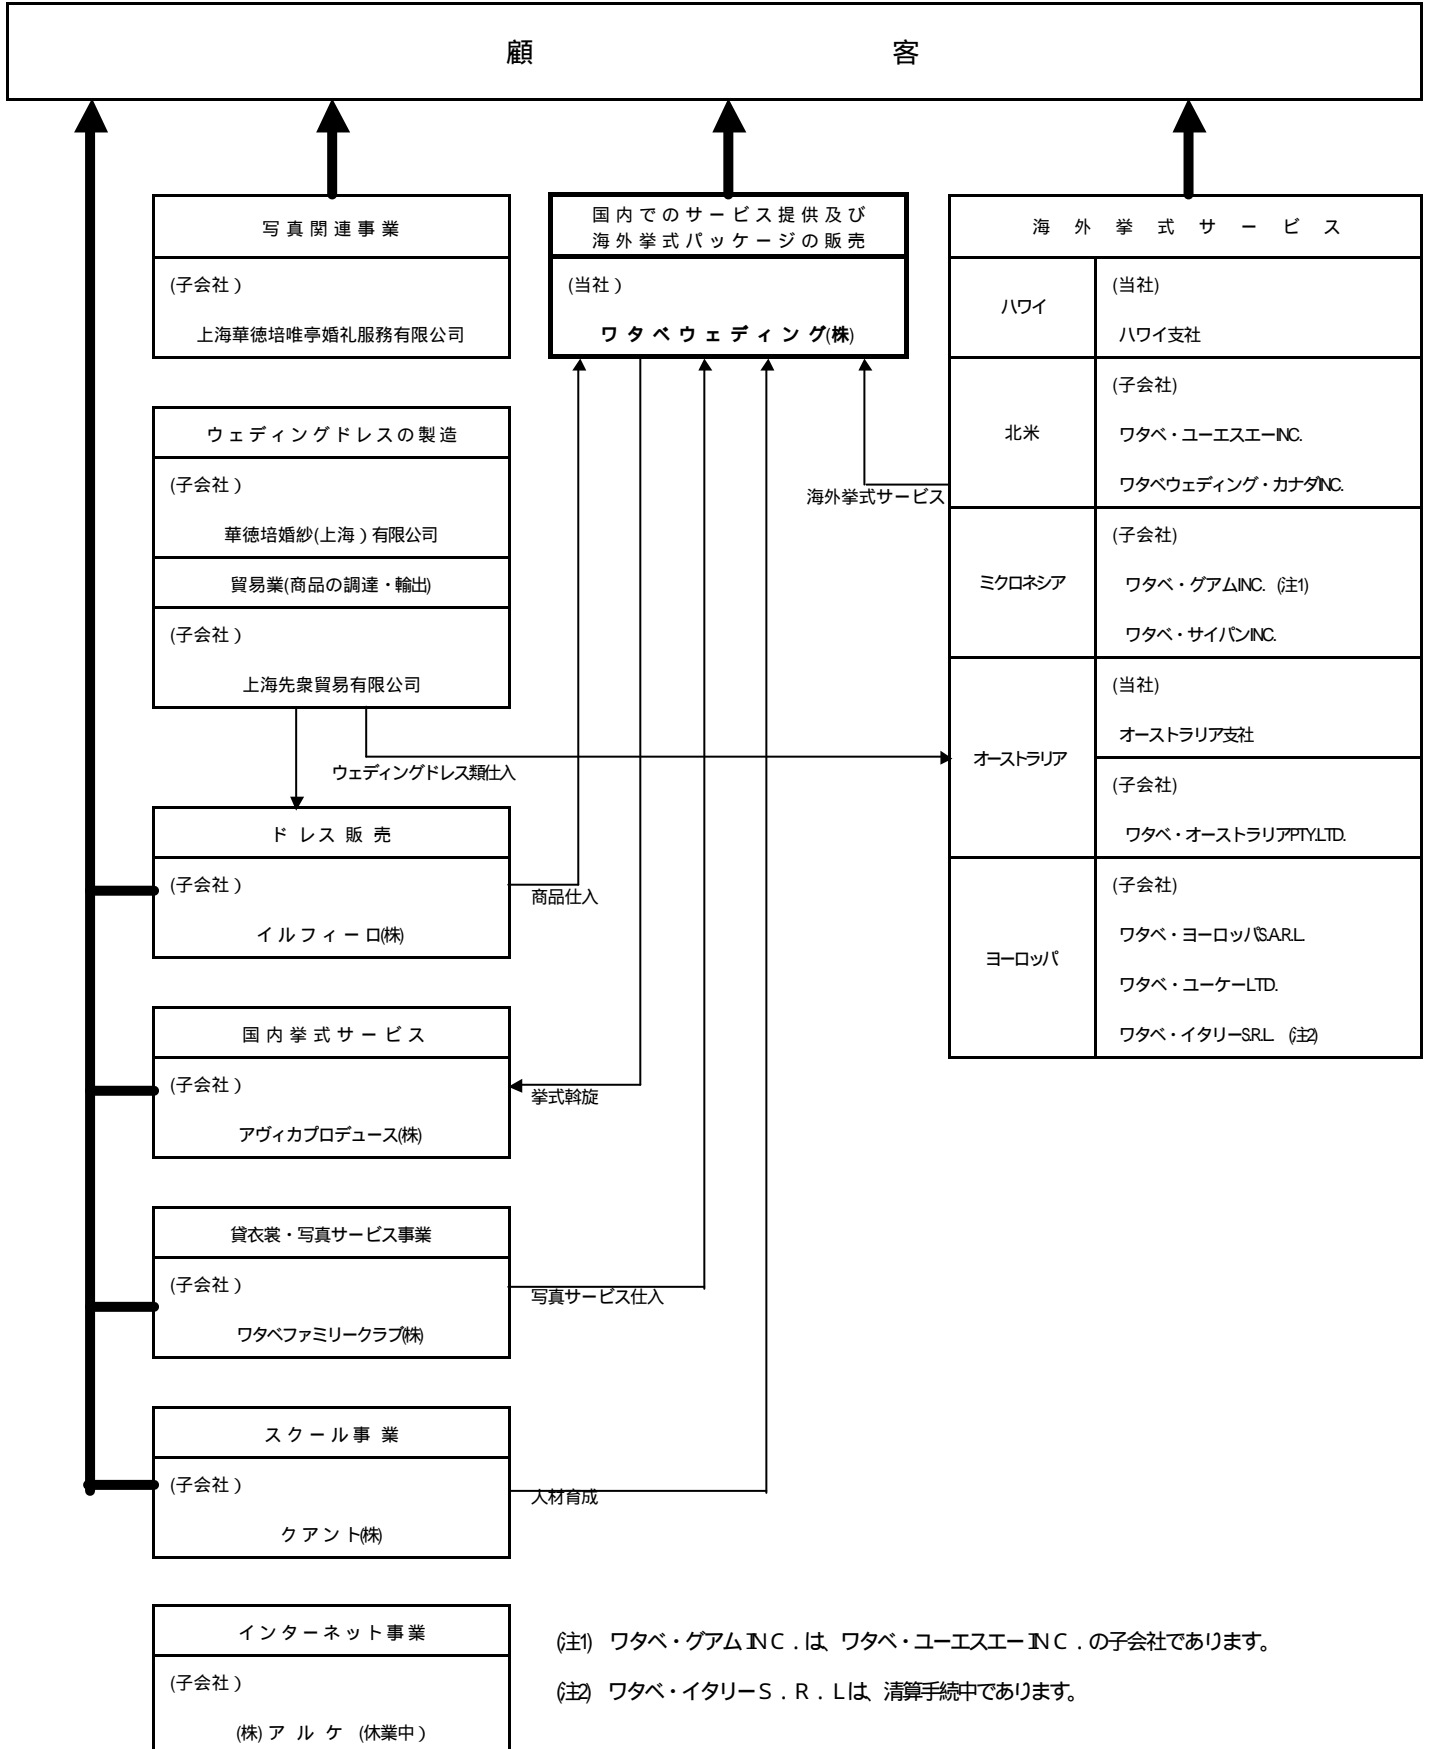 顧客
写真関連事業
(子会社)
上海華徳培唯亭婚礼服務有限公司
ウェディングドレスの製造
(子会社)
華徳培婚紗(上海)有限公司
貿易業(商品の調達・輸出)
(子会社)
上海先衆貿易有限公司
ウェディングドレス類仕入
ドレス販売
(子会社)
イルフィーロ(株)
商品仕入
国内挙式サービス
(子会社)
アヴィカプロデュース(株)
挙式斡旋
貸衣裳・写真サービス事業
(子会社)
ワタベファミリークラブ(株)
写真サービス仕入
スクール事業
(子会社)
クアント(株)
人材育成
インターネット事業
(子会社)
(株)アルケ (休業中)
国内でのサービス提供及び
海外挙式パッケージの販売
(当社)
ワタベウェディング(株)
海外挙式サービス
海外挙式サービス
ハワイ
(当社)
ハワイ支社
北米
(子会社)
ワタベ・ユーエスエーINC.
ワタベウェディング・カナダINC.
ミクロネシア
(子会社)
ワタベ・グアムINC. (注1)
ワタベ・サイパンINC.
オーストラリア
(当社)
オーストラリア支社
(子会社)
ワタベ・オーストラリアPTY.LTD.
ヨーロッパ
(子会社)
ワタベ・ヨーロッパS.A.R.L.
ワタベ・ユーケーLTD.
ワタベ・イタリーS.R.L. (注2)
(注1) ワタベ・グアムINC.は、ワタベ・ユーエスエーINC.の子会社であります。
(注2) ワタベ・イタリーS.R.Lは、清算手続中であります。